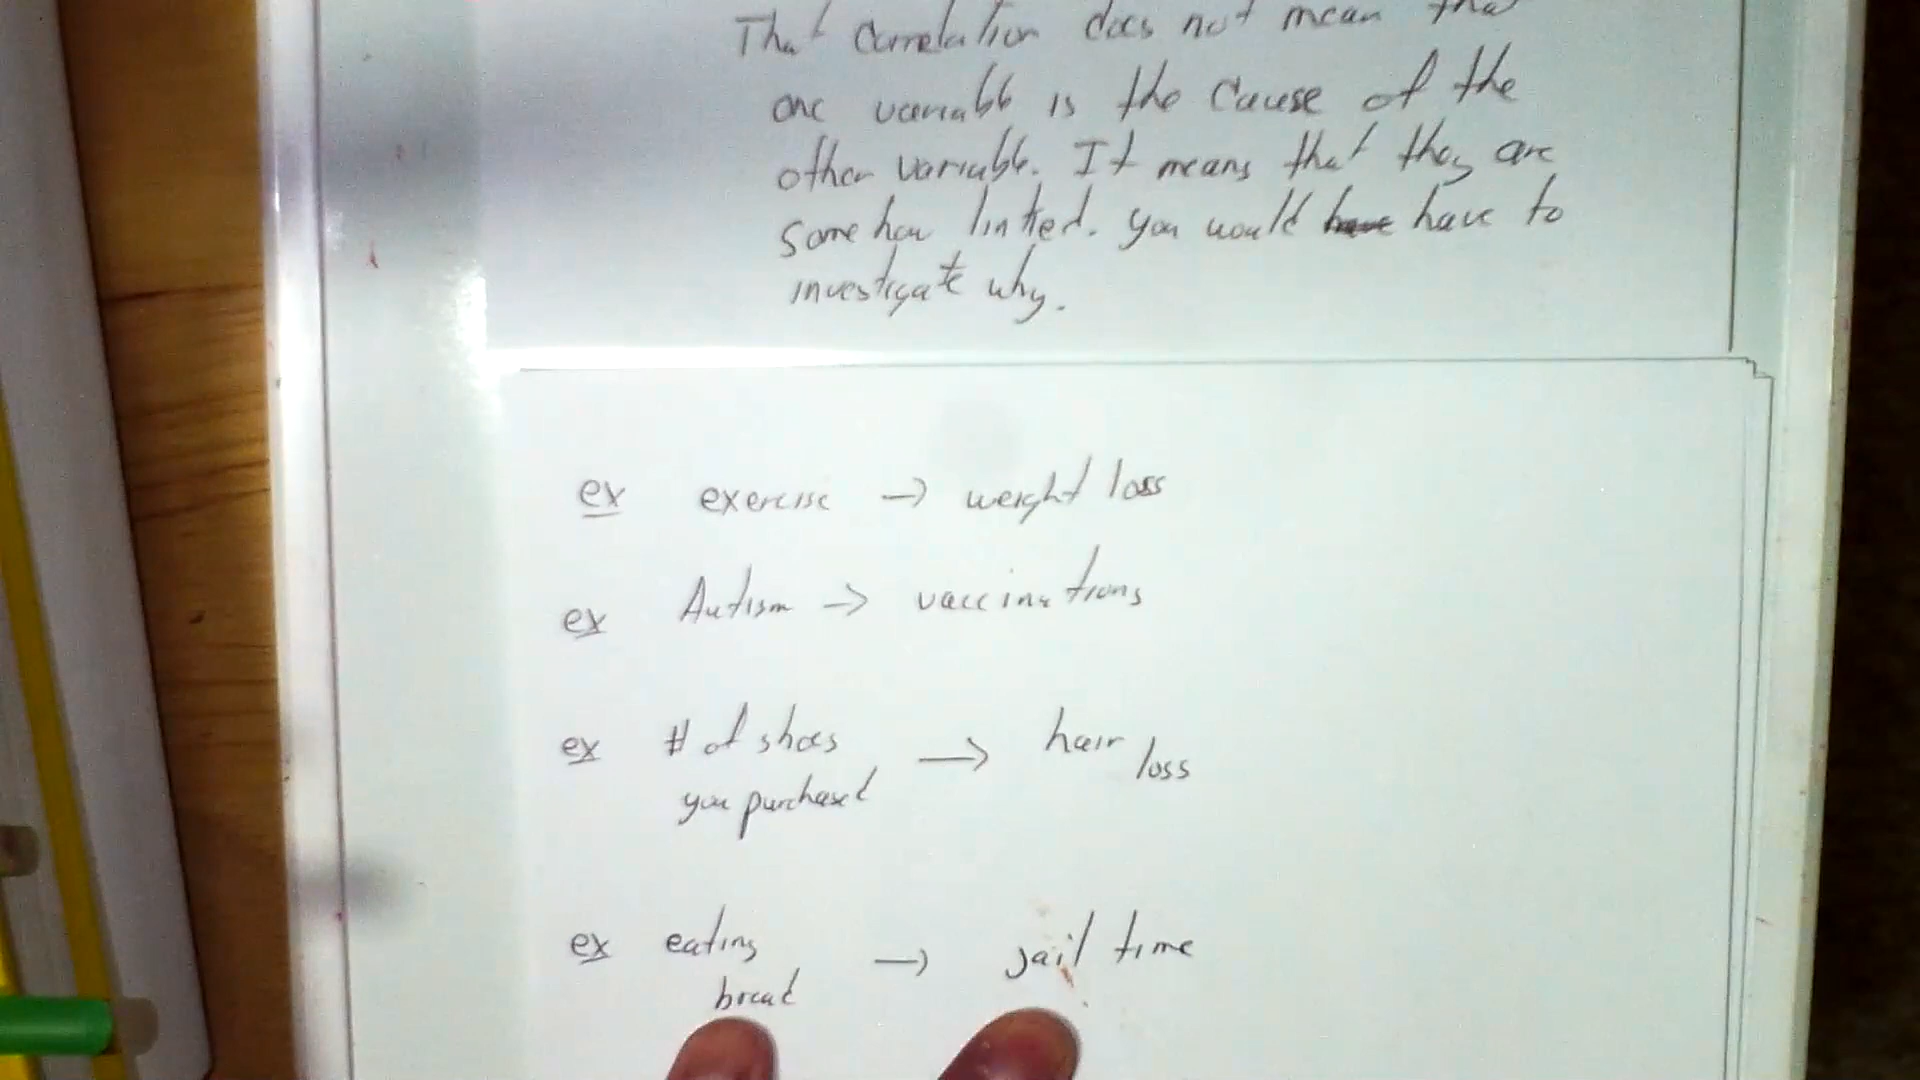 That correlation does not mean tha
one variable is the cause of the
other variable. It means that they are
somehow linked. You would have have to
investigate why.
ex exercise → weight loss
ex Autism → vaccinations
ex # of shoes → hair loss
you purchased
ex eating → jail time
bread